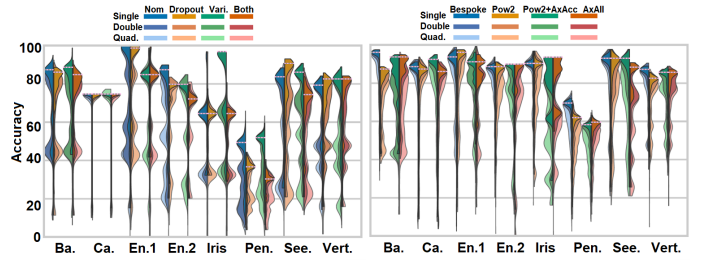 Nom Dropout Vari. Both
Single
Double
Quad.
Bespoke Pow2 Pow2+AxAcc AxAll
Single
Double
Quad.
Accuracy
100
80
60
40
20
0
Ba. Ca. En.1 En.2 Iris Pen. See. Vert.
Ba. Ca. En.1 En.2 Iris Pen. See. Vert.